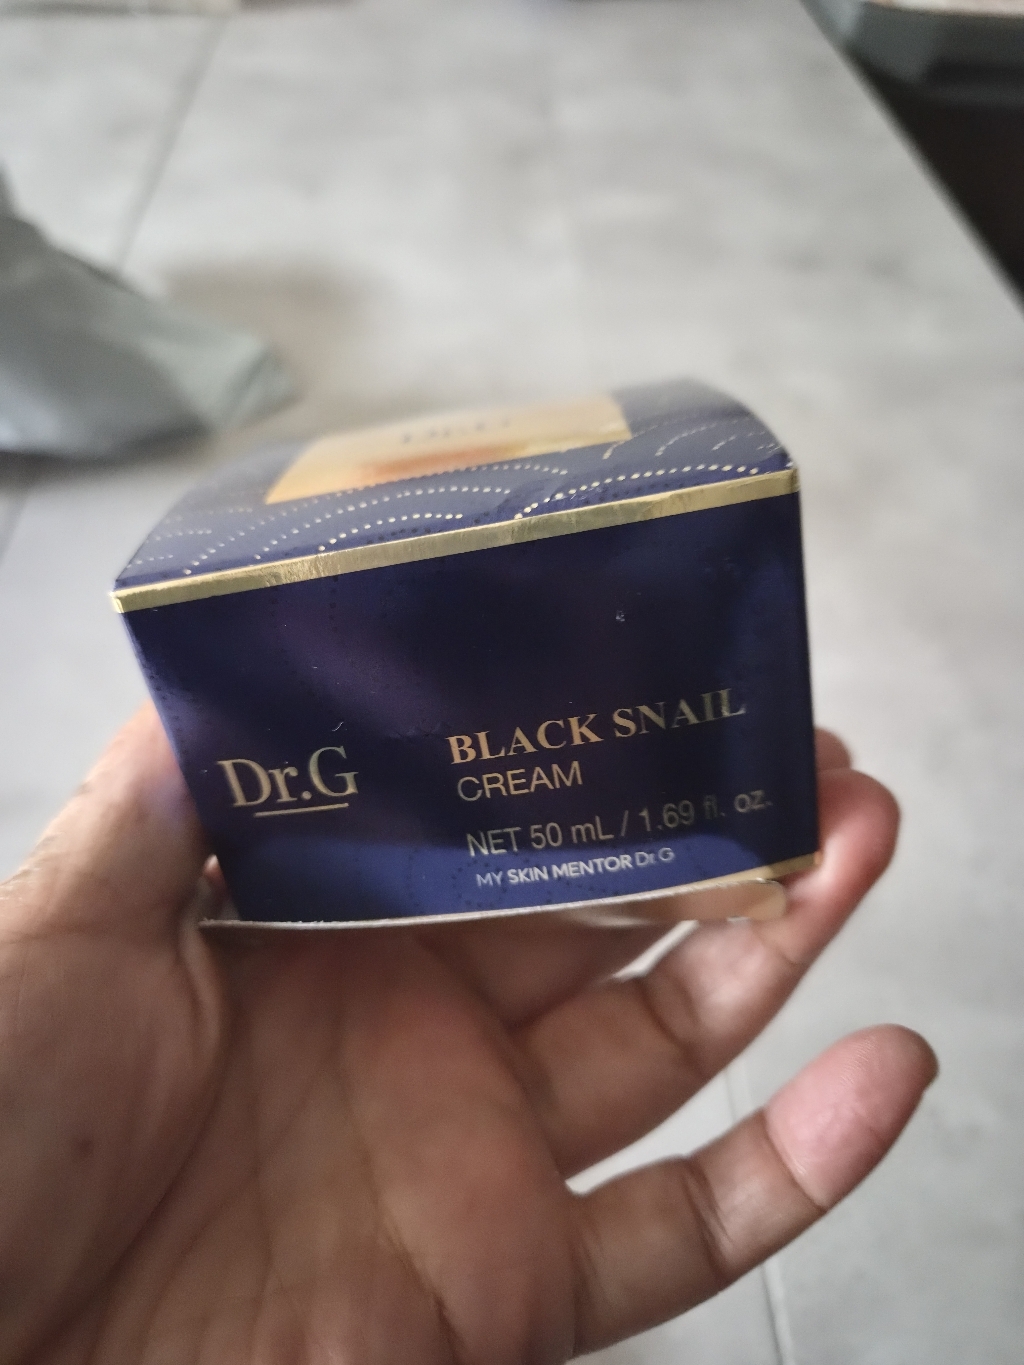 Dr.G
BLACK SNAIL
CREAM
NET 50 mL / 1.69 fl. oz.
MY SKIN MENTOR Dr.G